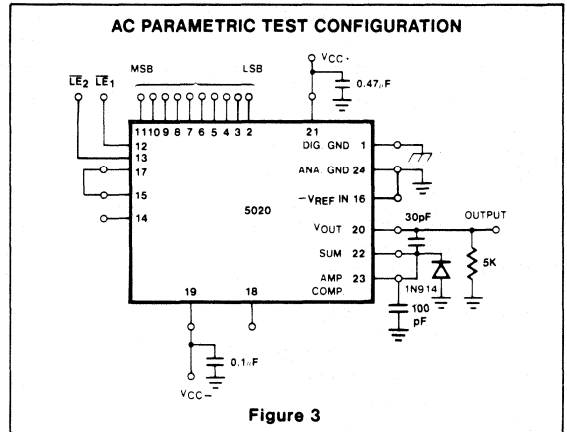 AC PARAMETRIC TEST CONFIGURATION
LE2 LE1 MSB LSB
VCC+
0.47µF
11 10 9 8 7 6 5 4 3 2 21
12
13
17
15
14
DIG. GND 1
ANA. GND 24
-VREF IN 16
5020
30pF OUTPUT
VOUT 20
SUM 22
5K
AMP 23
COMP.
1N914
100
pF
19 18
0.1µF
VCC-
Figure 3